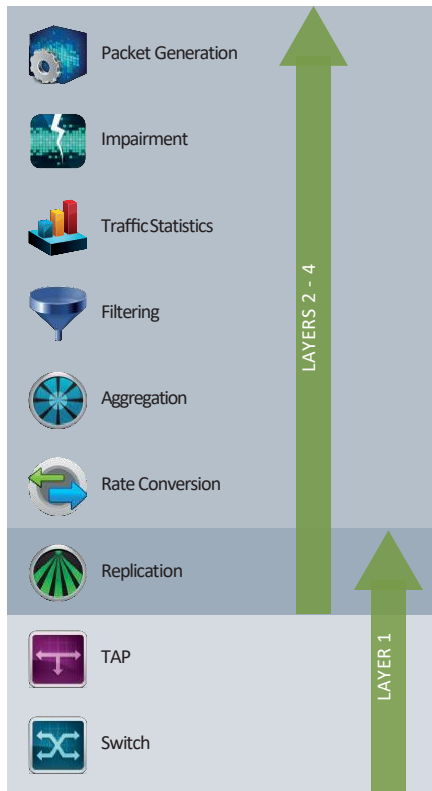 Packet Generation
Impairment
Traffic Statistics
Filtering
Aggregation
Rate Conversion
Replication
TAP
Switch
LAYERS 2 - 4
LAYER 1